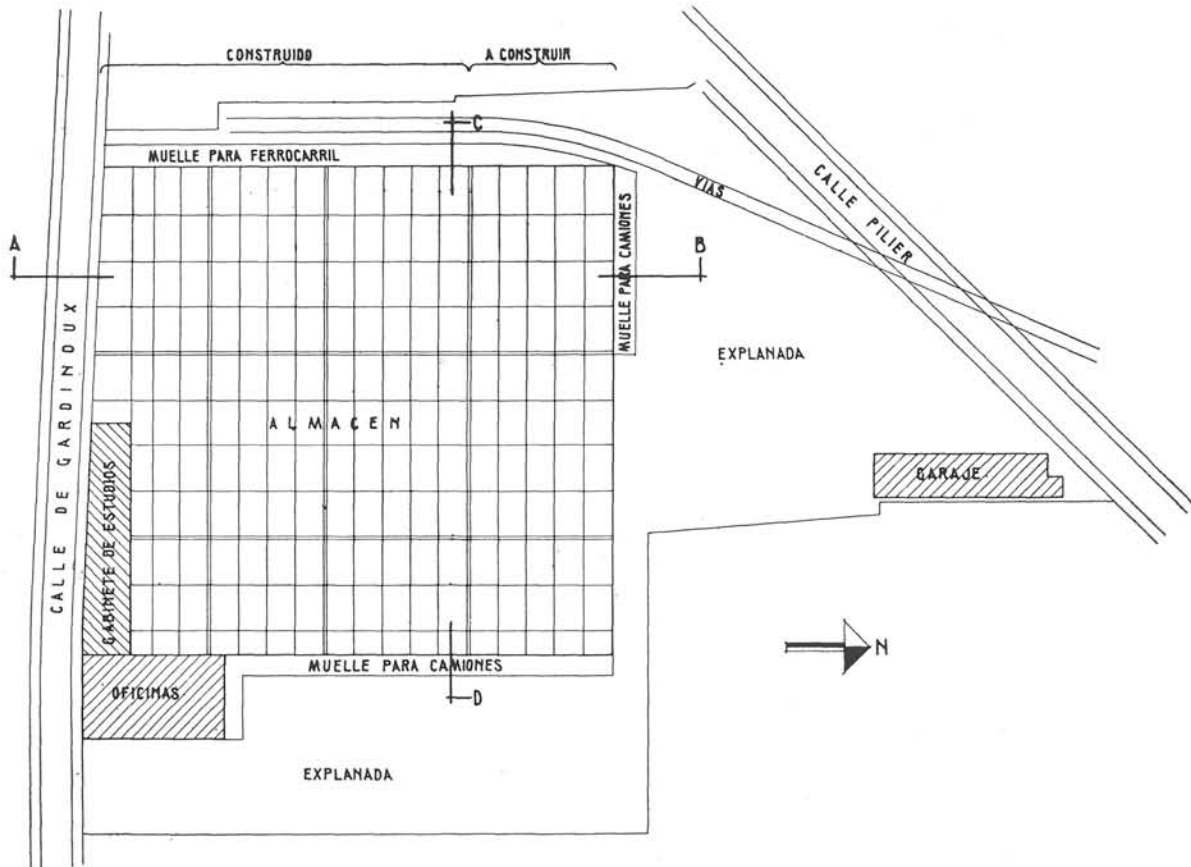 CONSTRUIDO
A CONSTRUIR
C
MUELLE PARA FERROCARRIL
VIAS
CALLE PILIER
A
B
MUELLE PARA CAMIONES
CALLE DE GARDINOUX
EXPLANADA
ALMACEN
GABINETE DE ESTUDIOS
GARAJE
N
MUELLE PARA CAMIONES
OFICINAS
D
EXPLANADA